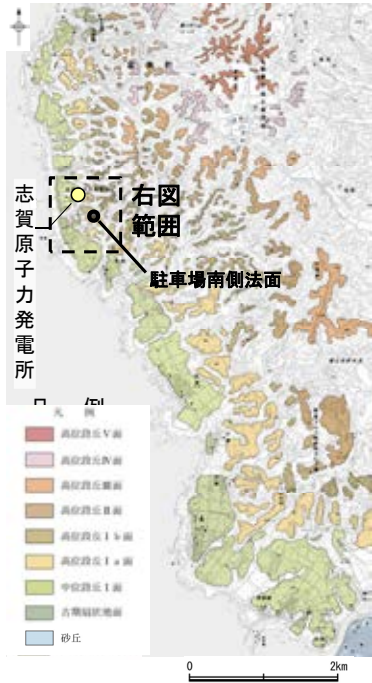 志賀原子力発電所
右図
範囲
駐車場南側法面
凡 例
凡 例
高位段丘Ⅴ面
高位段丘Ⅳ面
高位段丘Ⅲ面
高位段丘Ⅱ面
高位段丘Ⅰb面
高位段丘Ⅰa面
中位段丘Ⅰ面
古期扇状地面
砂丘
0 2km